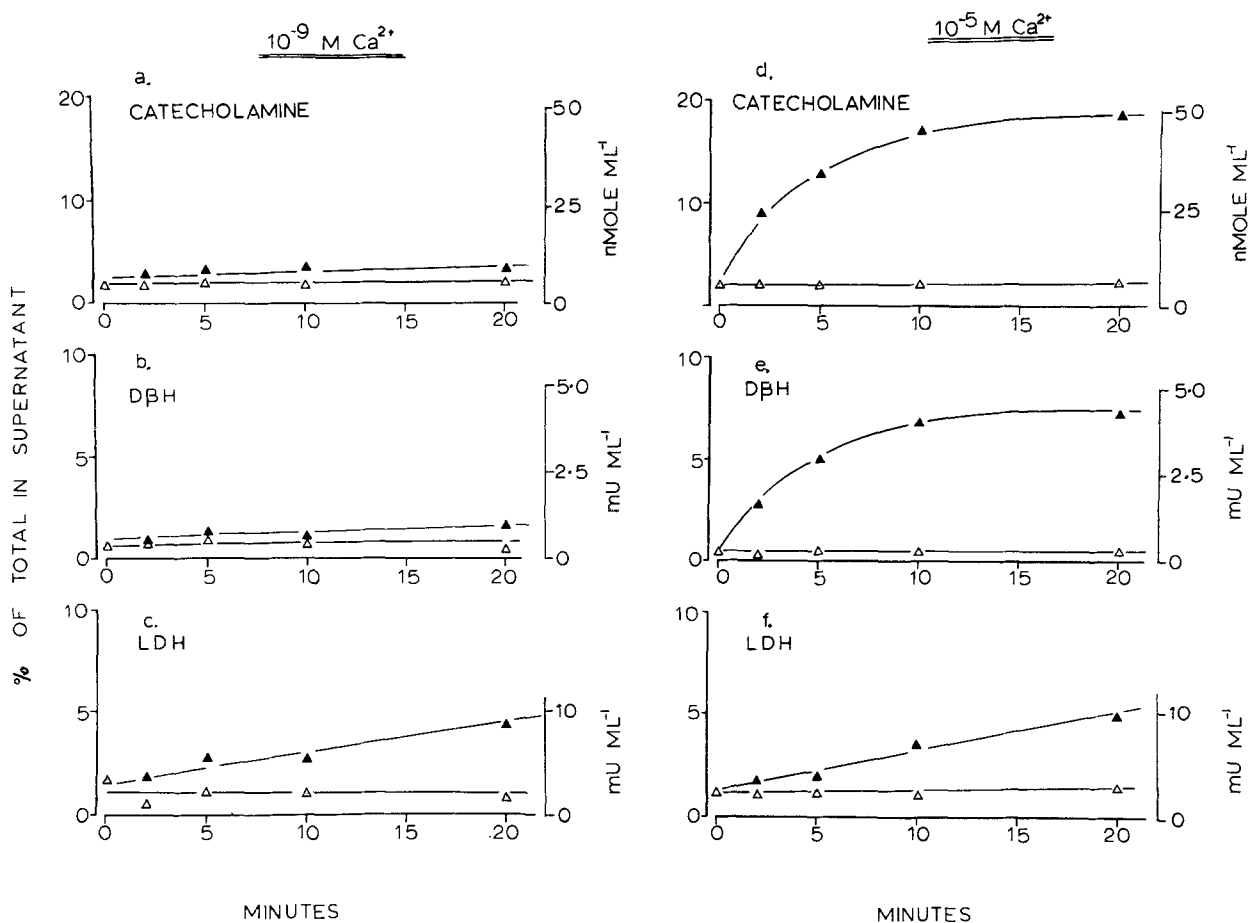 10⁻⁹ M Ca²⁺
a.
CATECHOLAMINE
20
10
0
50
25
0
nMOLE ML⁻¹
0 5 10 15 20
b.
DβH
10
5
0
5·0
2·5
0
mU ML⁻¹
0 5 10 15 20
c.
LDH
10
5
0
10
0
mU ML⁻¹
0 5 10 15 20
MINUTES
% OF TOTAL IN SUPERNATANT
10⁻⁵ M Ca²⁺
d.
CATECHOLAMINE
20
10
50
25
0
nMOLE ML⁻¹
0 5 10 15 20
e.
DβH
10
5
0
5·0
2·5
0
mU ML⁻¹
0 5 10 15 20
f.
LDH
10
5
0
10
0
mU ML⁻¹
0 5 10 15 20
MINUTES